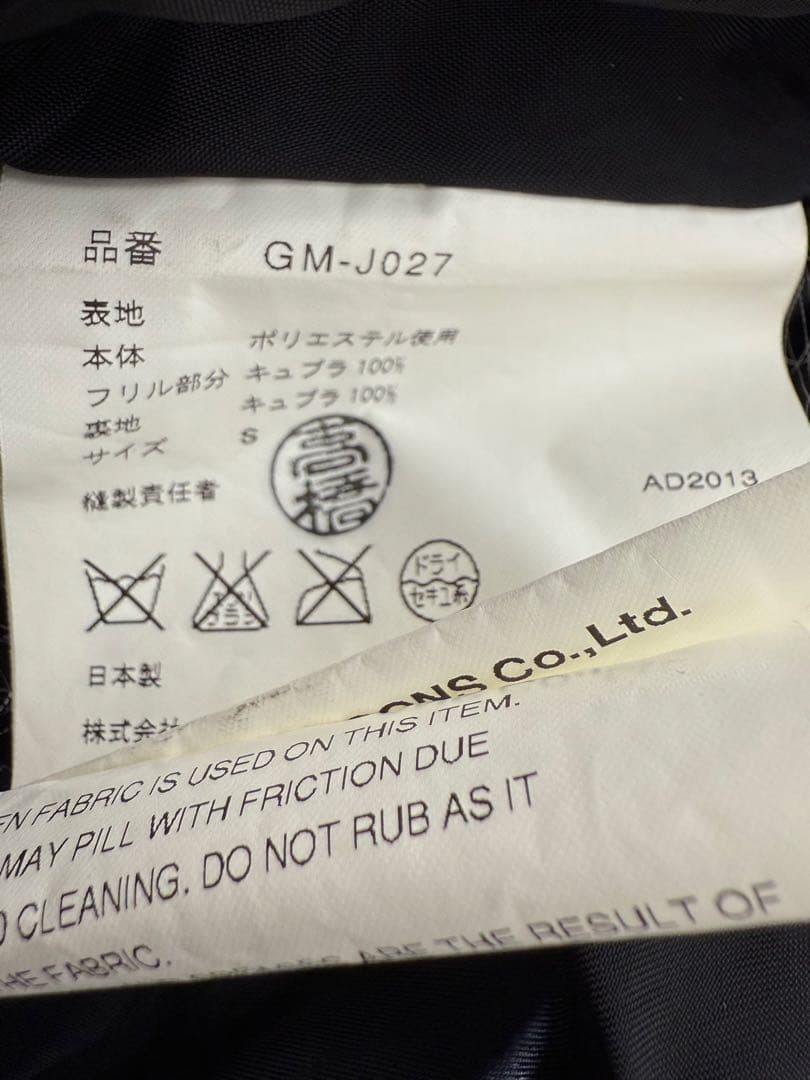 品番 GM-J027
表地
本体 ポリエステル使用
フリル部分 キュプラ 100%
裏地 キュプラ 100%
サイズ S
縫製責任者 高橋
AD2013
ドライ
セキユ系
日本製
株式会社
ONS Co.,Ltd.
FABRIC IS USED ON THIS ITEM.
MAY PILL WITH FRICTION DUE
CLEANING. DO NOT RUB AS IT
THE FABRIC.
ARE THE RESULT OF